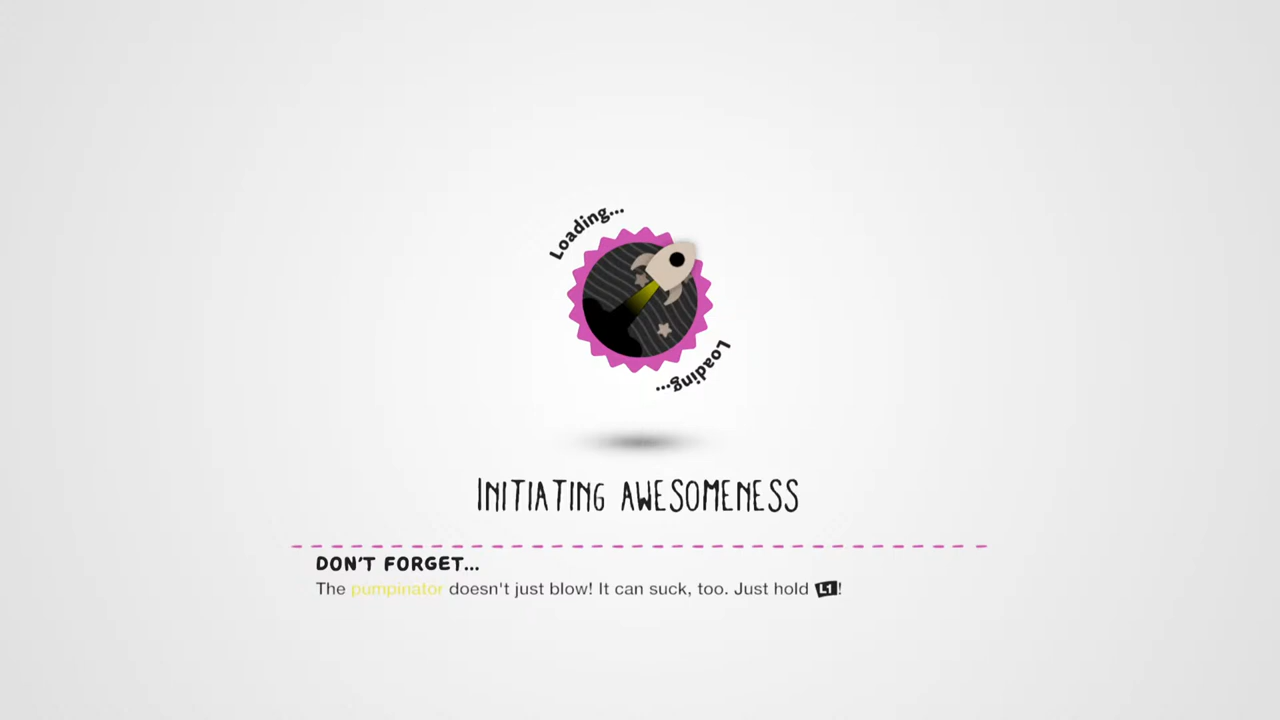 Loading...
Loading...
INITIATING AWESOMENESS
DON'T FORGET...
The pumpinator doesn't just blow! It can suck, too. Just hold L1!